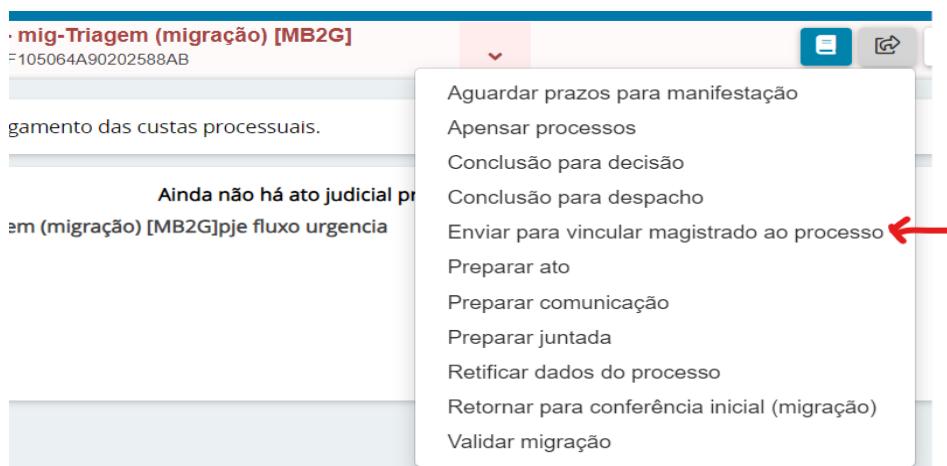 - mig-Triagem (migração) [MB2G]
F105064A90202588AB
gamento das custas processuais.
Ainda não há ato judicial pr
em (migração) [MB2G]pje fluxo urgencia
Aguardar prazos para manifestação
Apensar processos
Conclusão para decisão
Conclusão para despacho
Enviar para vincular magistrado ao processo
Preparar ato
Preparar comunicação
Preparar juntada
Retificar dados do processo
Retornar para conferência inicial (migração)
Validar migração